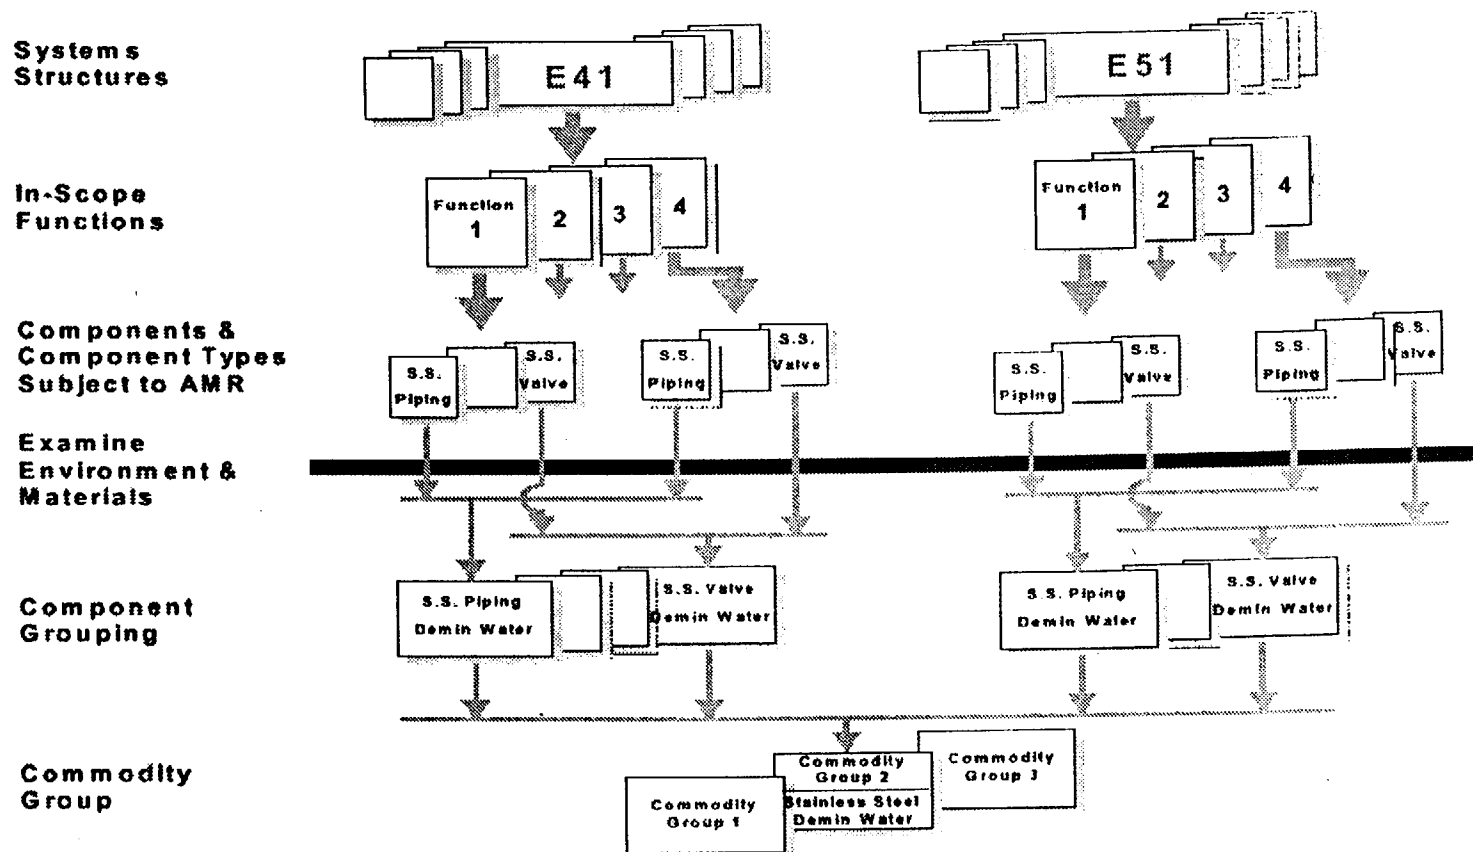 Systems
Structures
E41
E51
In-Scope
Functions
Function
1
2
3
4
Function
1
2
3
4
Components &
Component Types
Subject to AMR
S.S.
Piping
S.S.
Valve
S.S.
Piping
S.S.
Valve
S.S.
Piping
S.S.
Valve
S.S.
Piping
S.S.
Valve
Examine
Environment &
Materials
Component
Grouping
S.S. Piping
Demin Water
S.S. Valve
Demin Water
S.S. Piping
Demin Water
S.S. Valve
Demin Water
Commodity
Group
Commodity
Group 1
Commodity
Group 2
Stainless Steel
Demin Water
Commodity
Group 3